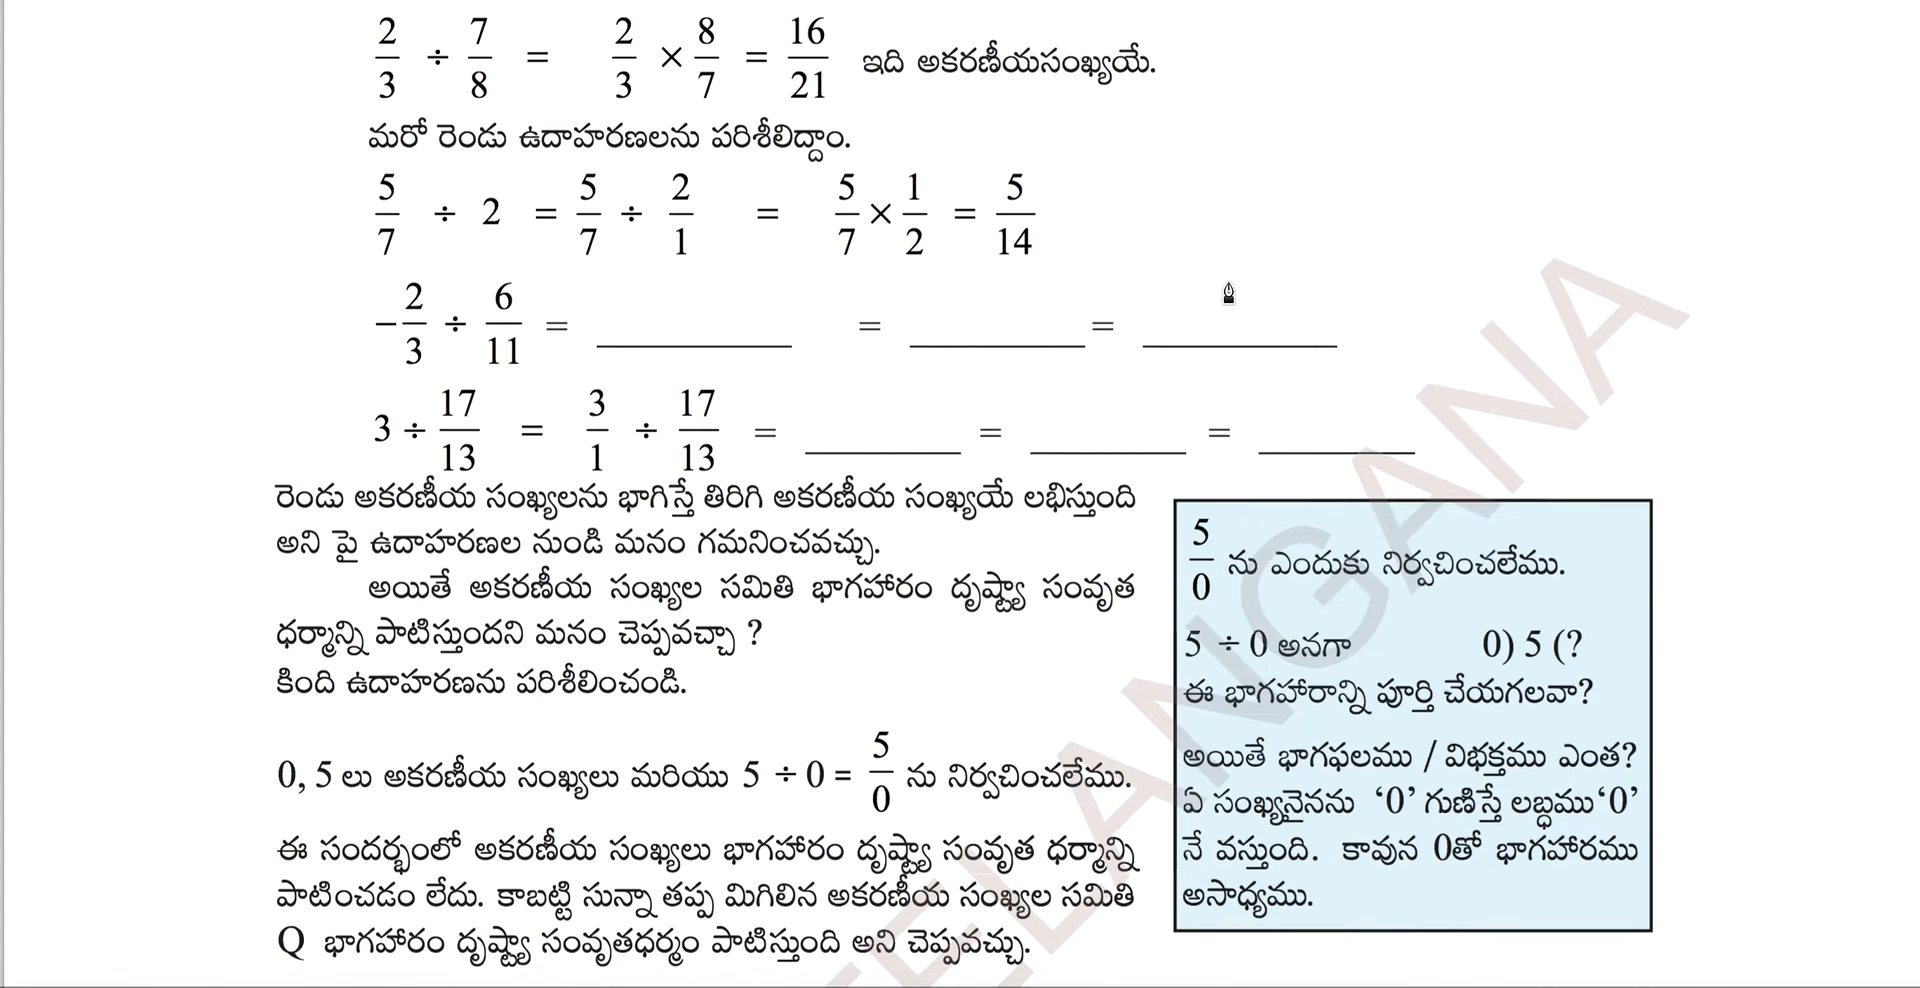 2/3 ÷ 7/8 = 2/3 × 8/7 = 16/21 ఇది అకరణీయసంఖ్యయే.
మరో రెండు ఉదాహరణలను పరిశీలిద్దాం.
5/7 ÷ 2 = 5/7 ÷ 2/1 = 5/7 × 1/2 = 5/14
−2/3 ÷ 6/11 = __________ = __________ = __________
3 ÷ 17/13 = 3/1 ÷ 17/13 = ________ = ________ = ________
రెండు అకరణీయ సంఖ్యలను భాగిస్తే తిరిగి అకరణీయ సంఖ్యయే లభిస్తుంది
అని పై ఉదాహరణల నుండి మనం గమనించవచ్చు.
అయితే అకరణీయ సంఖ్యల సమితి భాగహారం దృష్ట్యా సంవృత
ధర్మాన్ని పాటిస్తుందని మనం చెప్పవచ్చా ?
కింది ఉదాహరణను పరిశీలించండి.
0, 5 లు అకరణీయ సంఖ్యలు మరియు 5 ÷ 0 = 5/0 ను నిర్వచించలేము.
ఈ సందర్భంలో అకరణీయ సంఖ్యలు భాగహారం దృష్ట్యా సంవృత ధర్మాన్ని
పాటించడం లేదు. కాబట్టి సున్నా తప్ప మిగిలిన అకరణీయ సంఖ్యల సమితి
Q భాగహారం దృష్ట్యా సంవృతధర్మం పాటిస్తుంది అని చెప్పవచ్చు.
5/0 ను ఎందుకు నిర్వచించలేము.
5 ÷ 0 అనగా 0) 5 (?
ఈ భాగహారాన్ని పూర్తి చేయగలవా?
అయితే భాగఫలము / విభక్తము ఎంత?
ఏ సంఖ్యనైనను ‘0’ గుణిస్తే లబ్ధము ‘0’
నే వస్తుంది. కావున 0తో భాగహారము
అసాధ్యము.
TELANGANA